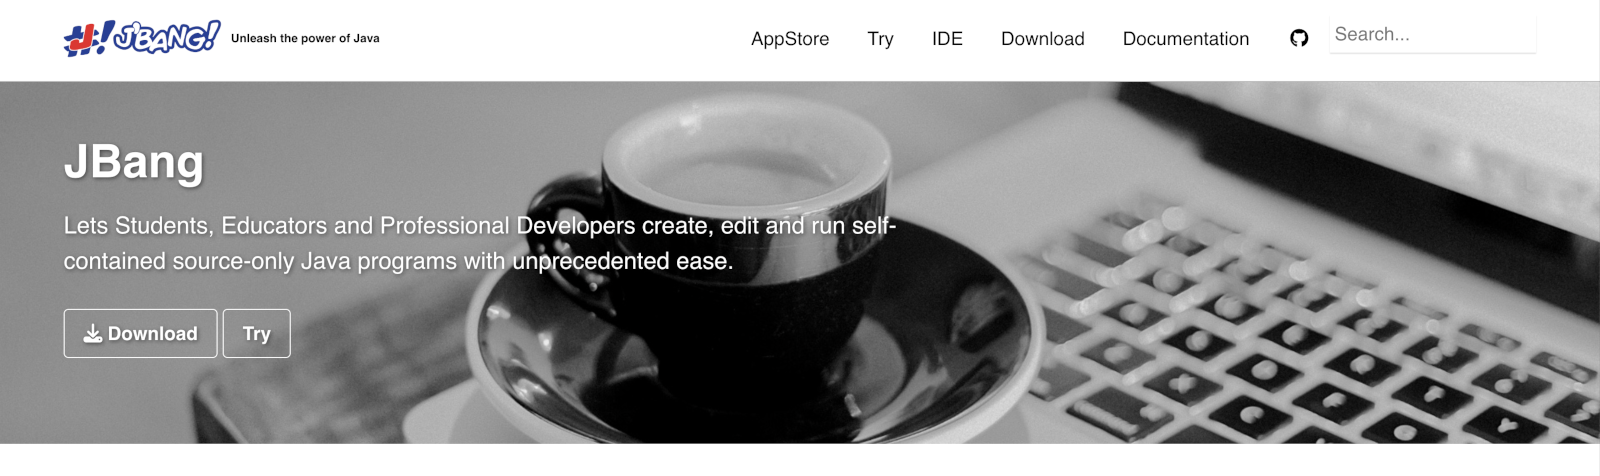 #J! J'BANG!
Unleash the power of Java
AppStore
Try
IDE
Download
Documentation
Search...
JBang
Lets Students, Educators and Professional Developers create, edit and run self-
contained source-only Java programs with unprecedented ease.
Download
Try